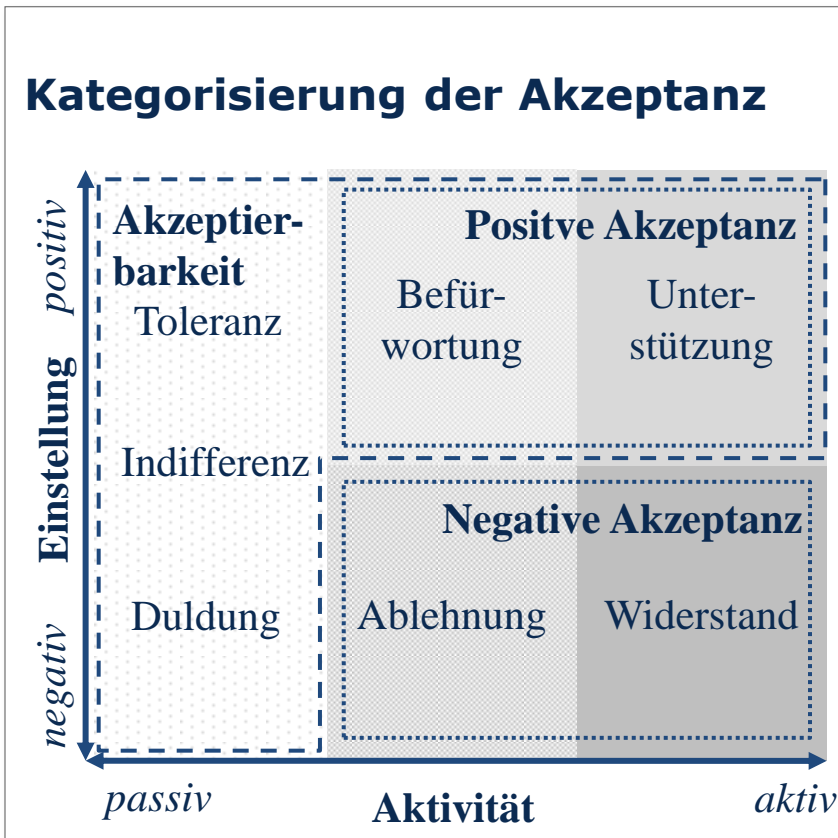 Kategorisierung der Akzeptanz
positiv
Einstellung
negativ
Akzeptier-
barkeit
Toleranz
Indifferenz
Duldung
Positve Akzeptanz
Befür-
wortung
Unter-
stützung
Negative Akzeptanz
Ablehnung
Widerstand
passiv
Aktivität
aktiv